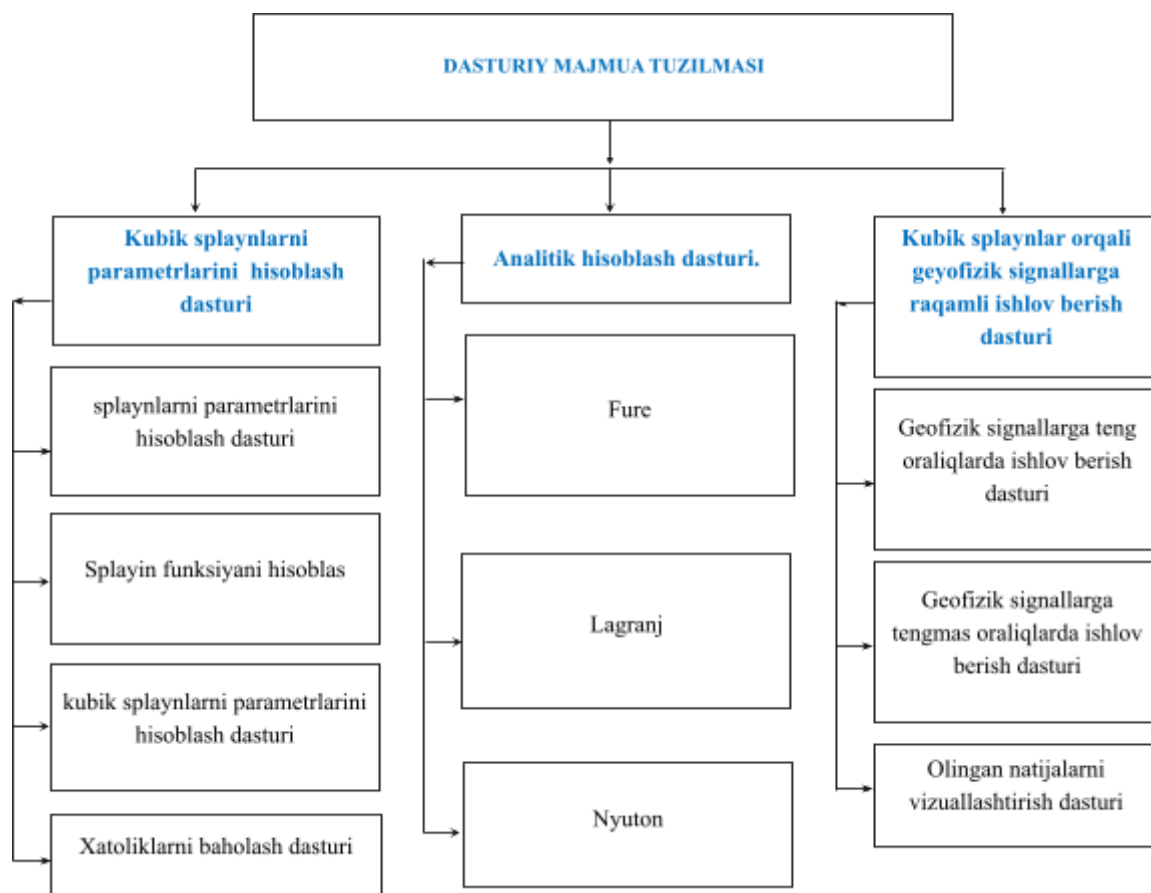 DASTURIY MAJMUA TUZILMASI
Kubik splaynlarni
parametrlarini hisoblash
dasturi
splaynlarni parametrlarini
hisoblash dasturi
Splayin funksiyani hisoblas
kubik splaynlarni parametrlarini
hisoblash dasturi
Xatoliklarni baholash dasturi
Analitik hisoblash dasturi.
Fure
Lagranj
Nyuton
Kubik splaynlar orqali
geyofizik signallarga
raqamli ishlov berish
dasturi
Geofizik signallarga teng
oraliqlarda ishlov berish
dasturi
Geofizik signallarga
tengmas oraliqlarda ishlov
berish dasturi
Olingan natijalarni
vizuallashtirish dasturi